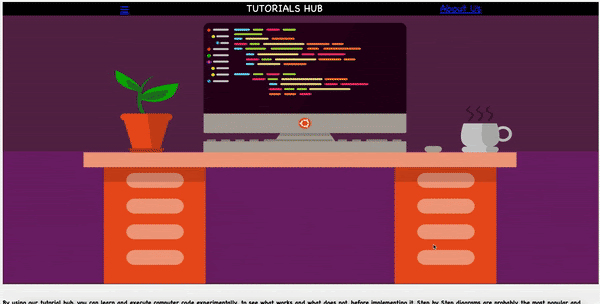 ☰ TUTORIALS HUB About Us
By using our tutorial hub, you can learn and execute computer code experimentally, to see what works and what does not, before implementing it. Step by Step diagrams are probably the most popular and